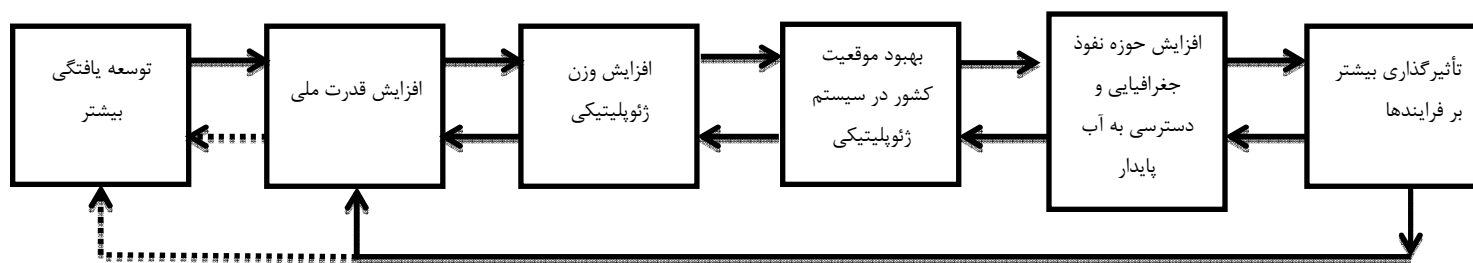 توسعه یافتگی
بیشتر
افزایش قدرت ملی
افزایش وزن
ژئوپلیتیکی
بهبود موقعیت
کشور در سیستم
ژئوپلیتیکی
افزایش حوزه نفوذ
جغرافیایی و
دسترسی به آب
پایدار
تأثیرگذاری بیشتر
بر فرایندها